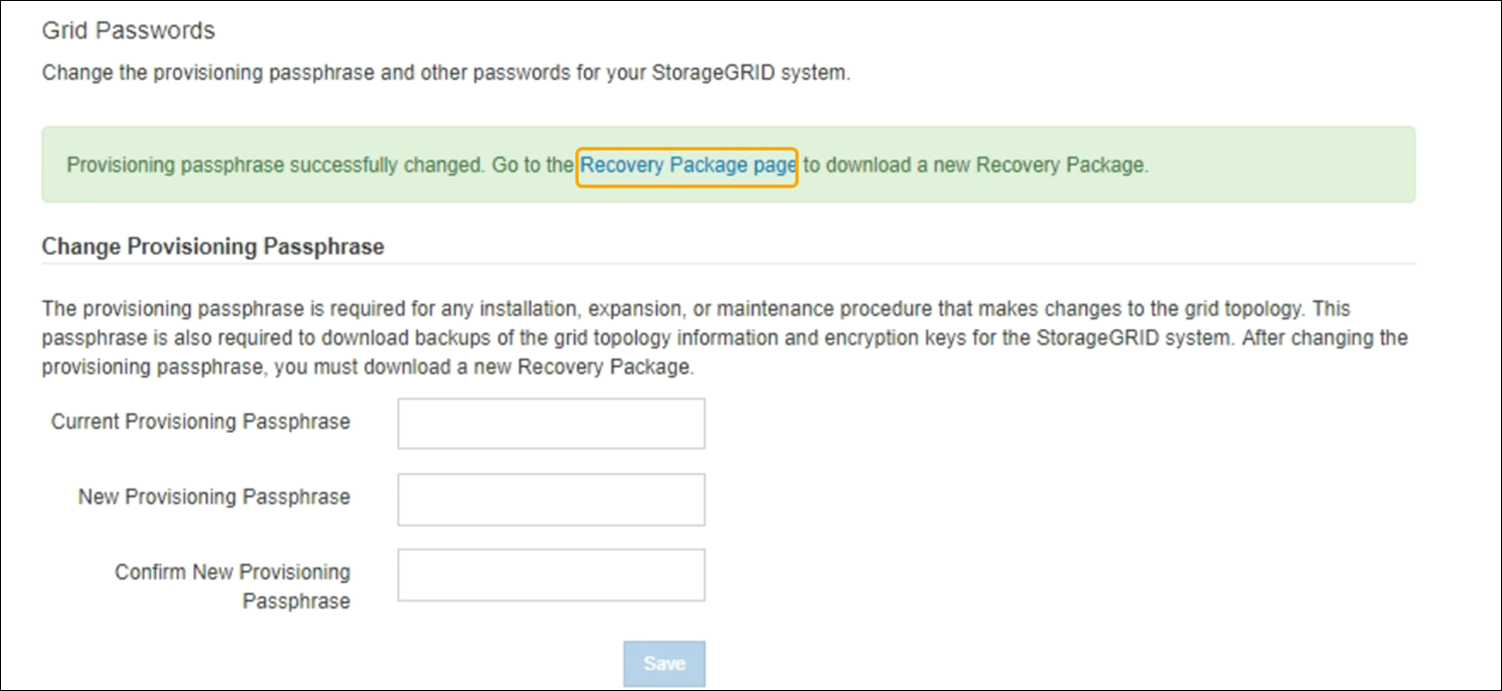 Grid Passwords
Change the provisioning passphrase and other passwords for your StorageGRID system.
Provisioning passphrase successfully changed. Go to the Recovery Package page to download a new Recovery Package.
Change Provisioning Passphrase
The provisioning passphrase is required for any installation, expansion, or maintenance procedure that makes changes to the grid topology. This
passphrase is also required to download backups of the grid topology information and encryption keys for the StorageGRID system. After changing the
provisioning passphrase, you must download a new Recovery Package.
Current Provisioning Passphrase
New Provisioning Passphrase
Confirm New Provisioning
Passphrase
Save